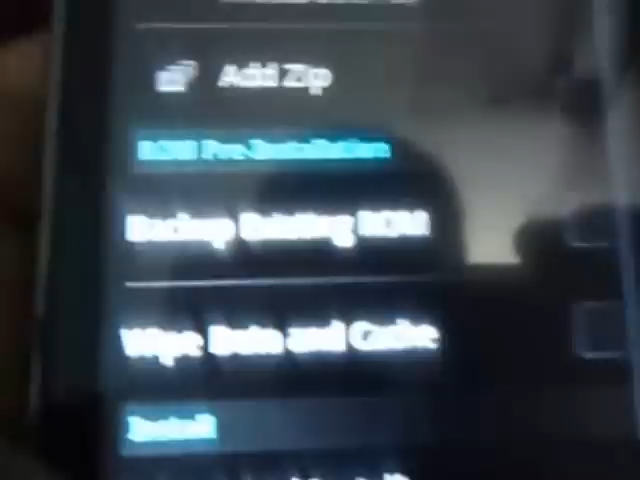 Add Zip
ROM Pre-Installation
Backup Existing ROM
Wipe Data and Cache
Install